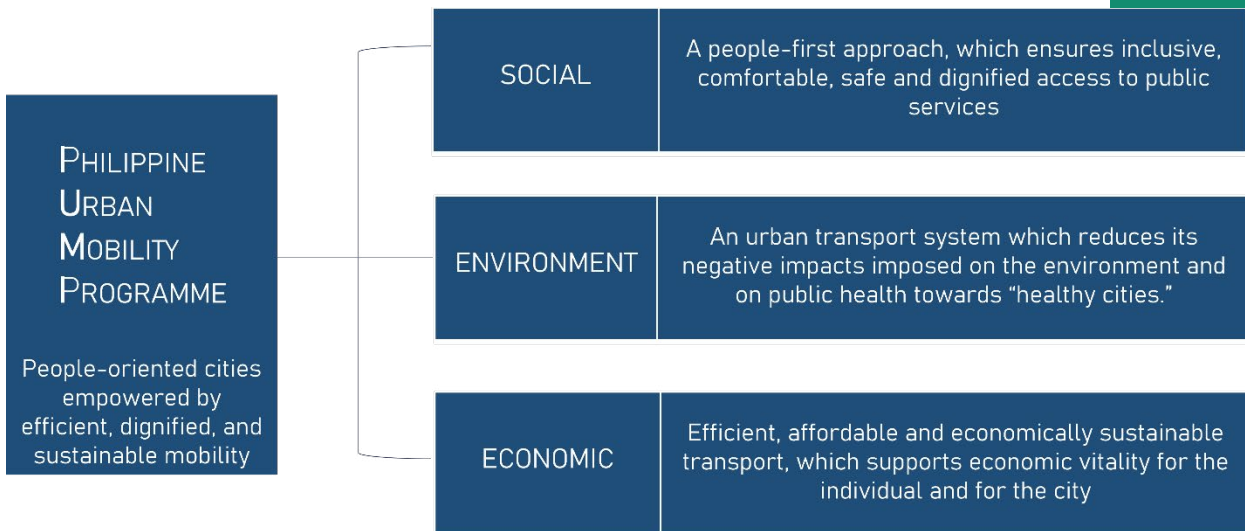 PHILIPPINE
URBAN
MOBILITY
PROGRAMME
People-oriented cities
empowered by
efficient, dignified, and
sustainable mobility
SOCIAL
A people-first approach, which ensures inclusive,
comfortable, safe and dignified access to public
services
ENVIRONMENT
An urban transport system which reduces its
negative impacts imposed on the environment and
on public health towards “healthy cities.”
ECONOMIC
Efficient, affordable and economically sustainable
transport, which supports economic vitality for the
individual and for the city